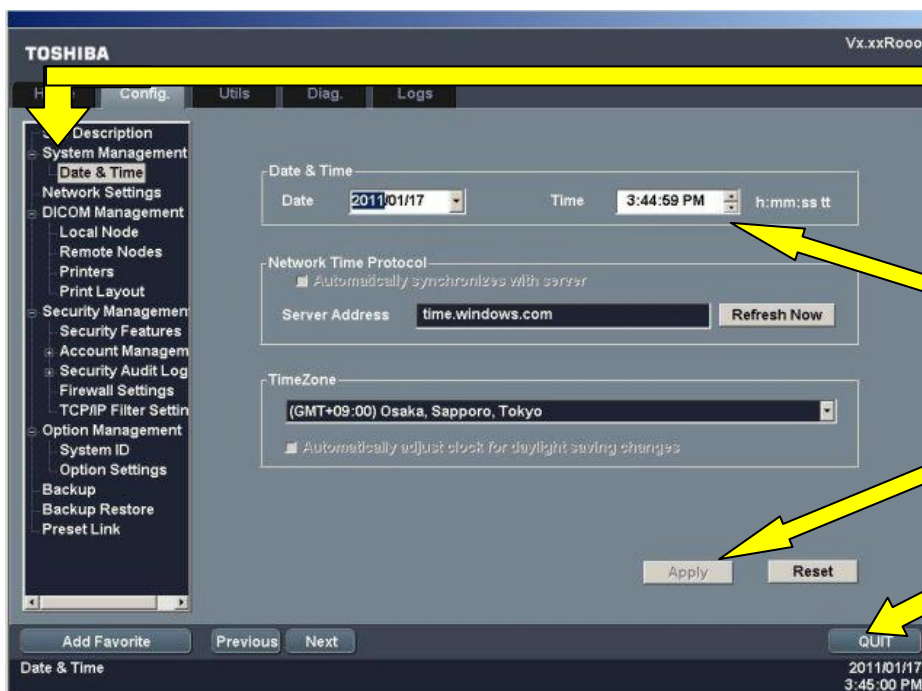 TOSHIBA
Vx.xxRooo
Config.
Utils
Diag.
Logs
Description
System Management
Date & Time
Network Settings
DICOM Management
Local Node
Remote Nodes
Printers
Print Layout
Security Managemen
Security Features
Account Managem
Security Audit Log
Firewall Settings
TCP/IP Filter Settin
Option Management
System ID
Option Settings
Backup
Backup Restore
Preset Link
Date & Time
Date 2011/01/17 Time 3:44:59 PM h:mm:ss tt
Network Time Protocol
Automatically synchronizes with server
Server Address time.windows.com Refresh Now
TimeZone
(GMT+09:00) Osaka, Sapporo, Tokyo
Automatically adjust clock for daylight saving changes
Apply Reset
Add Favorite Previous Next QUIT
Date & Time
2011/01/17
3:45:00 PM